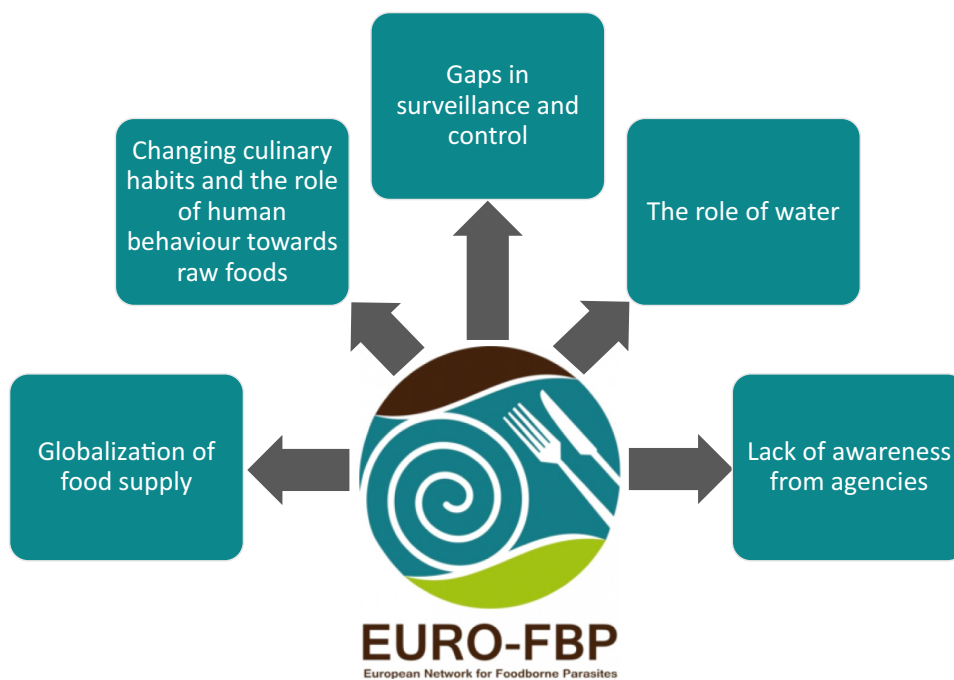 Gaps in
surveillance and
control
Changing culinary
habits and the role
of human
behaviour towards
raw foods
The role of water
Globalization of
food supply
Lack of awareness
from agencies
EURO-FBP
European Network for Foodborne Parasites